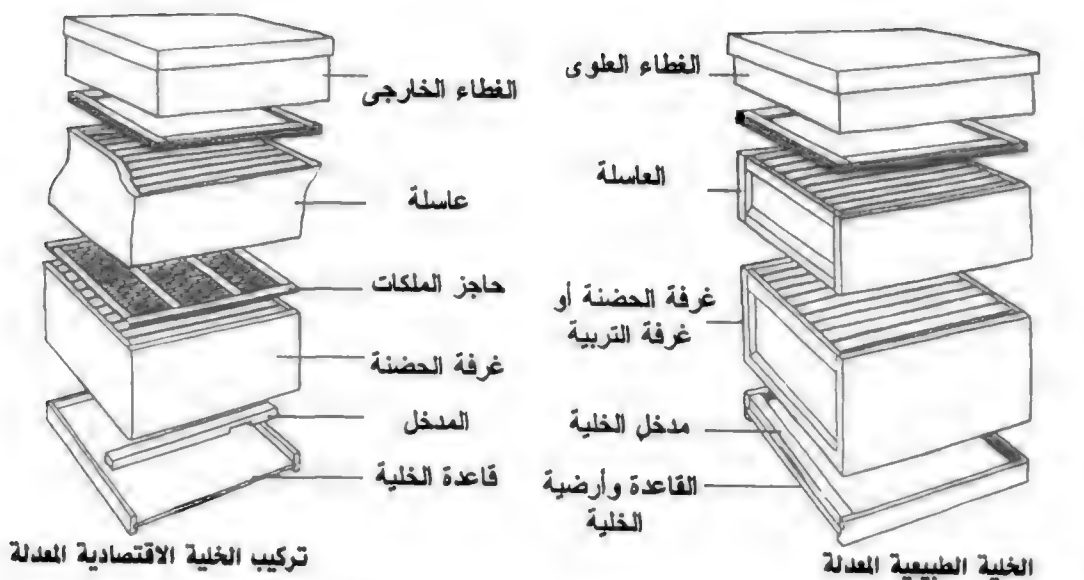 الغطاء العلوى
العاسلة
غرفة الحضنة أو
غرفة التربية
مدخل الخلية
القاعدة وأرضية
الخلية
الخلية الطبيعية المعدلة
الغطاء الخارجى
عاسلة
حاجز الملكات
غرفة الحضنة
المدخل
قاعدة الخلية
تركيب الخلية الاقتصادية المعدلة